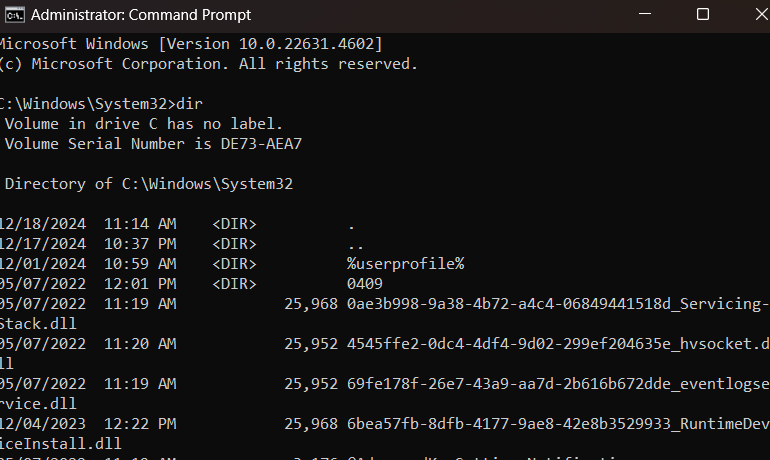 Administrator: Command Prompt
Microsoft Windows [Version 10.0.22631.4602]
(c) Microsoft Corporation. All rights reserved.
C:\Windows\System32>dir
Volume in drive C has no label.
Volume Serial Number is DE73-AEA7
Directory of C:\Windows\System32
12/18/2024  11:14 AM    <DIR>          .
12/17/2024  10:37 PM    <DIR>          ..
12/01/2024  10:59 AM    <DIR>          %userprofile%
05/07/2022  12:01 PM    <DIR>          0409
05/07/2022  11:19 AM            25,968 0ae3b998-9a38-4b72-a4c4-06849441518d_Servicing-
Stack.dll
05/07/2022  11:20 AM            25,952 4545ffe2-0dc4-4df4-9d02-299ef204635e_hvsocket.d
ll
05/07/2022  11:19 AM            25,952 69fe178f-26e7-43a9-aa7d-2b616b672dde_eventlogse
rvice.dll
12/04/2023  12:22 PM            25,968 6bea57fb-8dfb-4177-9ae8-42e8b3529933_RuntimeDev
iceInstall.dll